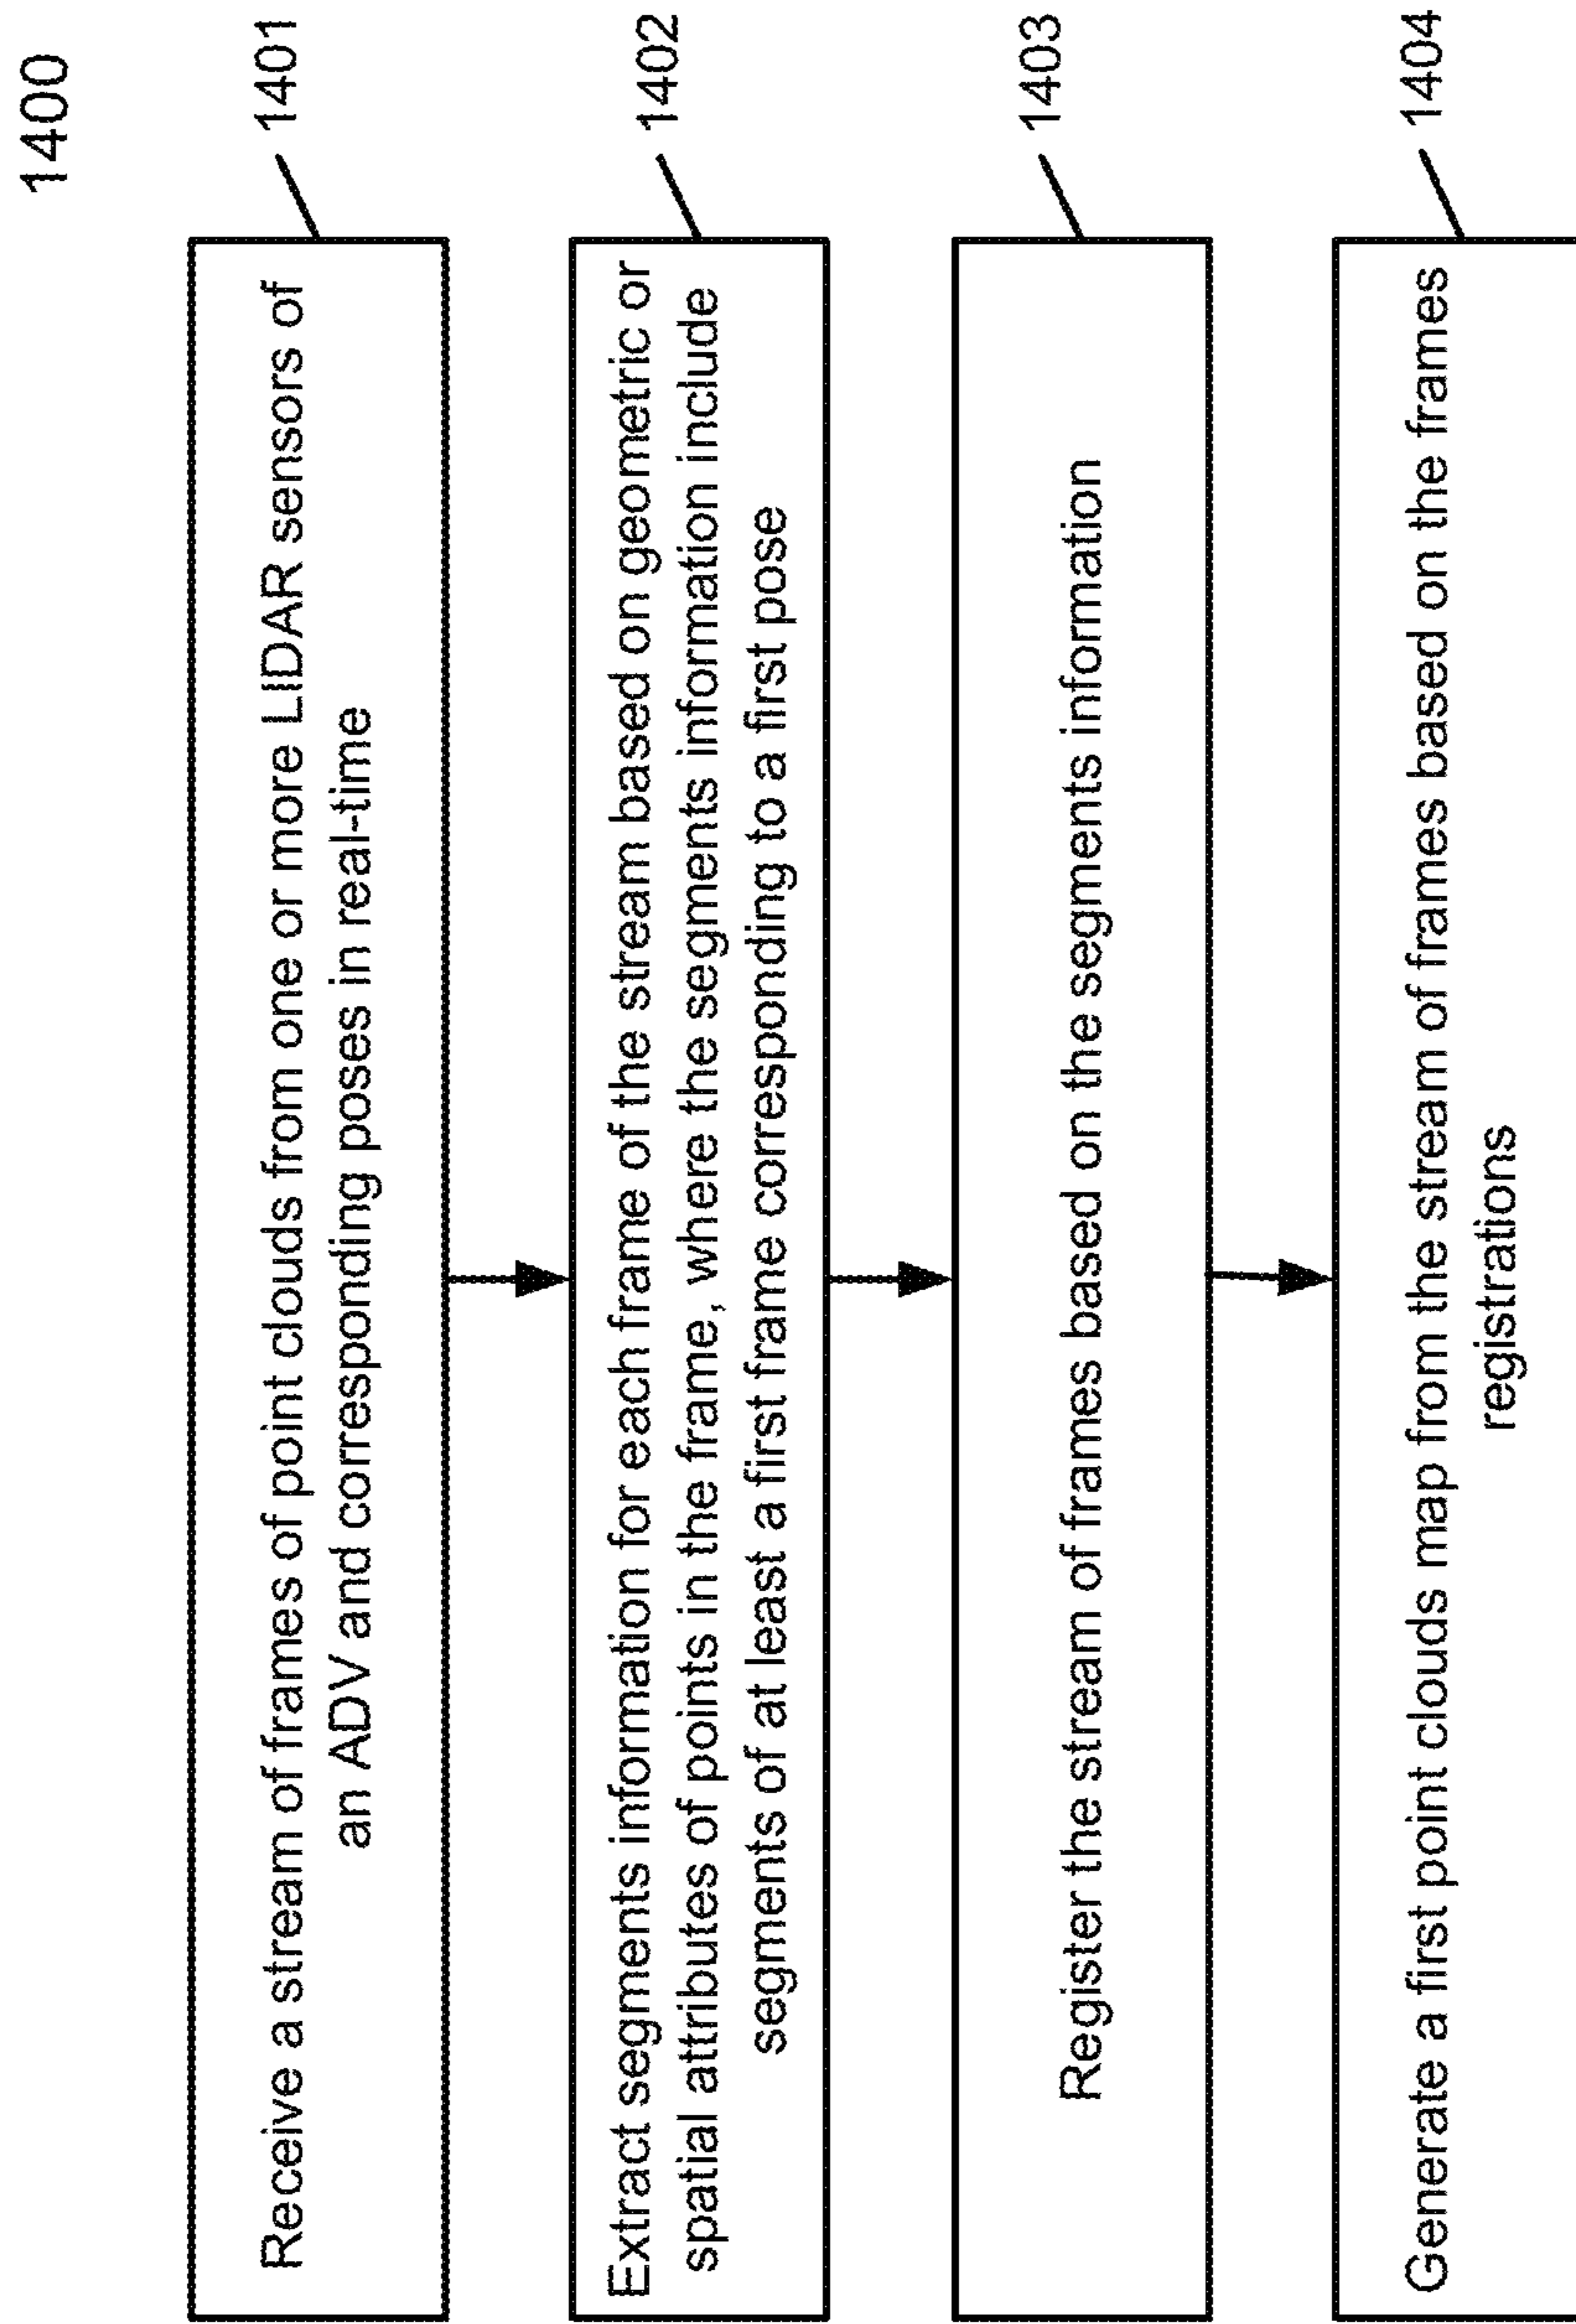 1400
Receive a stream of frames of point clouds from one or more LIDAR sensors of
an ADV and corresponding poses in real-time
1401
Extract segments information for each frame of the stream based on geometric or
spatial attributes of points in the frame, where the segments information include
segments of at least a first frame corresponding to a first pose
1402
Register the stream of frames based on the segments information
1403
Generate a first point clouds map from the stream of frames based on the frames
registrations
1404